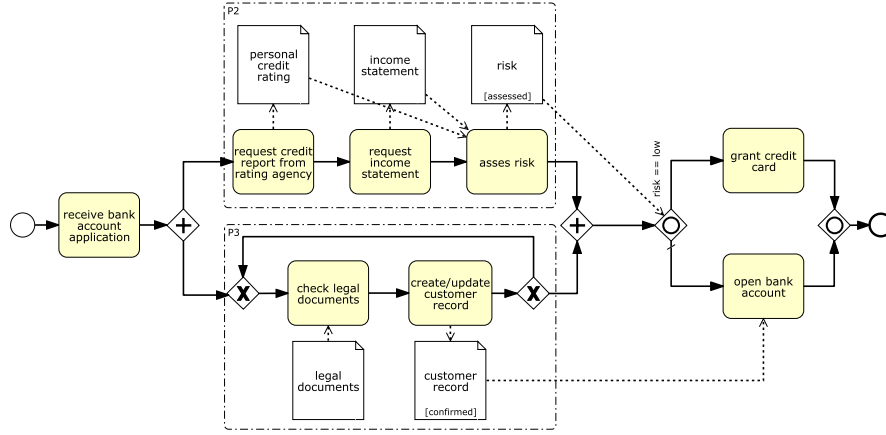 P2
personal
credit
rating
income
statement
risk
[assessed]
request credit
report from
rating agency
request
income
statement
asses risk
risk == low
grant credit
card
receive bank
account
application
P3
check legal
documents
create/update
customer
record
open bank
account
legal
documents
customer
record
[confirmed]